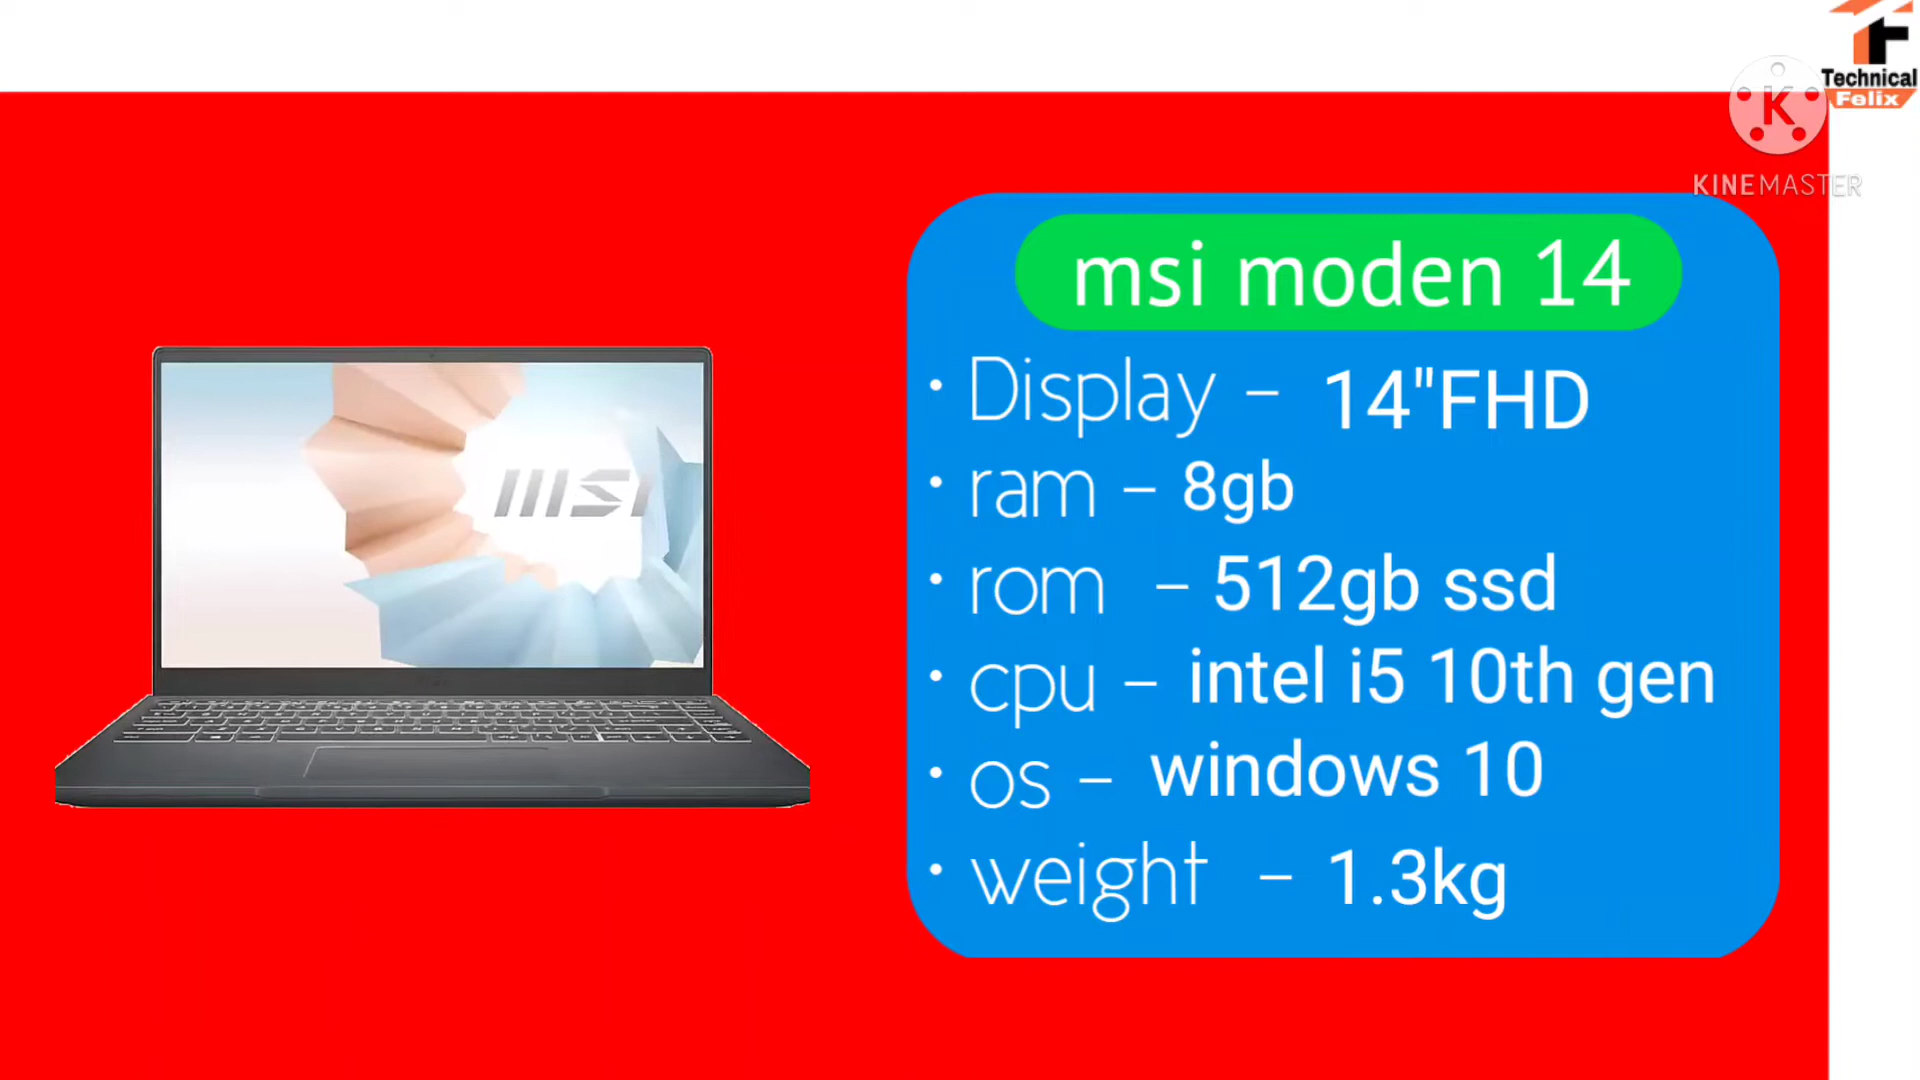 Technical
Felix
K
KINEMASTER
msi moden 14
• Display – 14"FHD
• ram – 8gb
• rom – 512gb ssd
• cpu – intel i5 10th gen
• os – windows 10
• weight – 1.3kg
msi